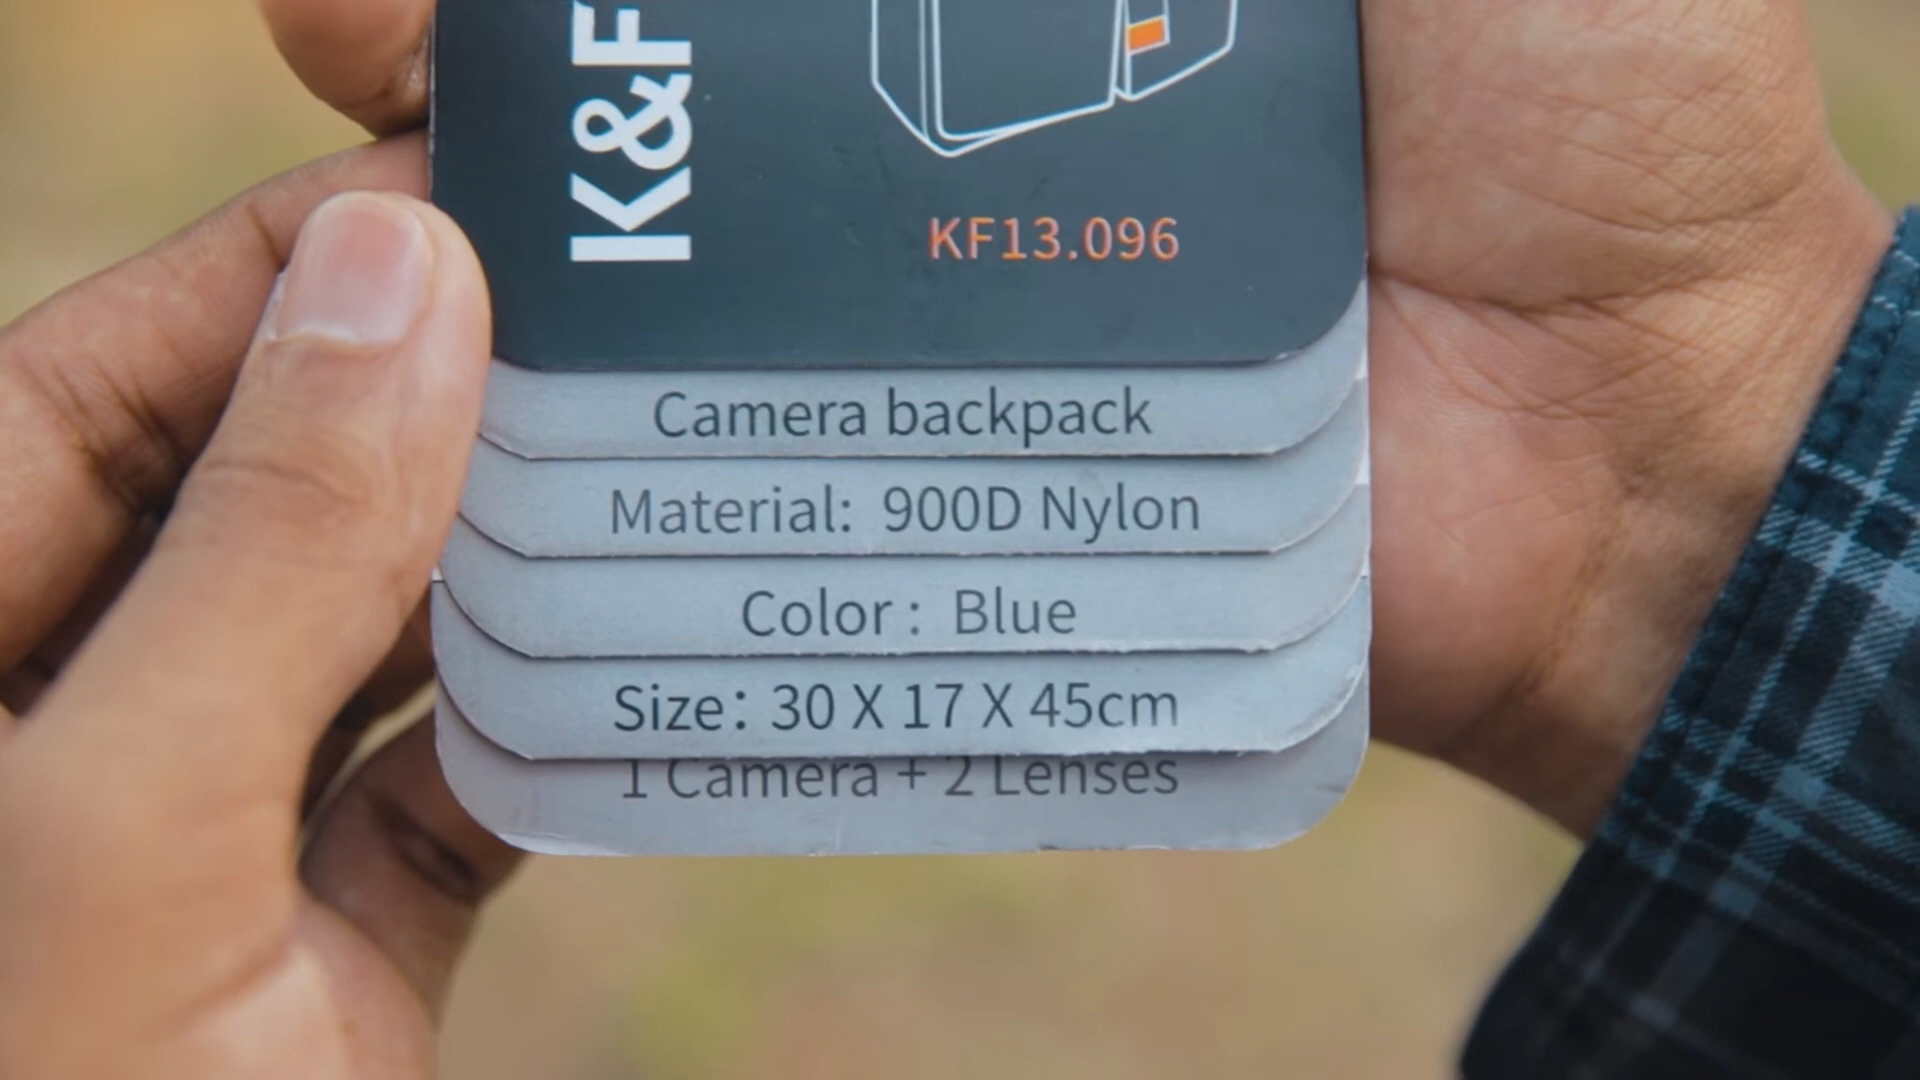 K&F
KF13.096
Camera backpack
Material: 900D Nylon
Color : Blue
Size: 30 X 17 X 45cm
1 Camera + 2 Lenses